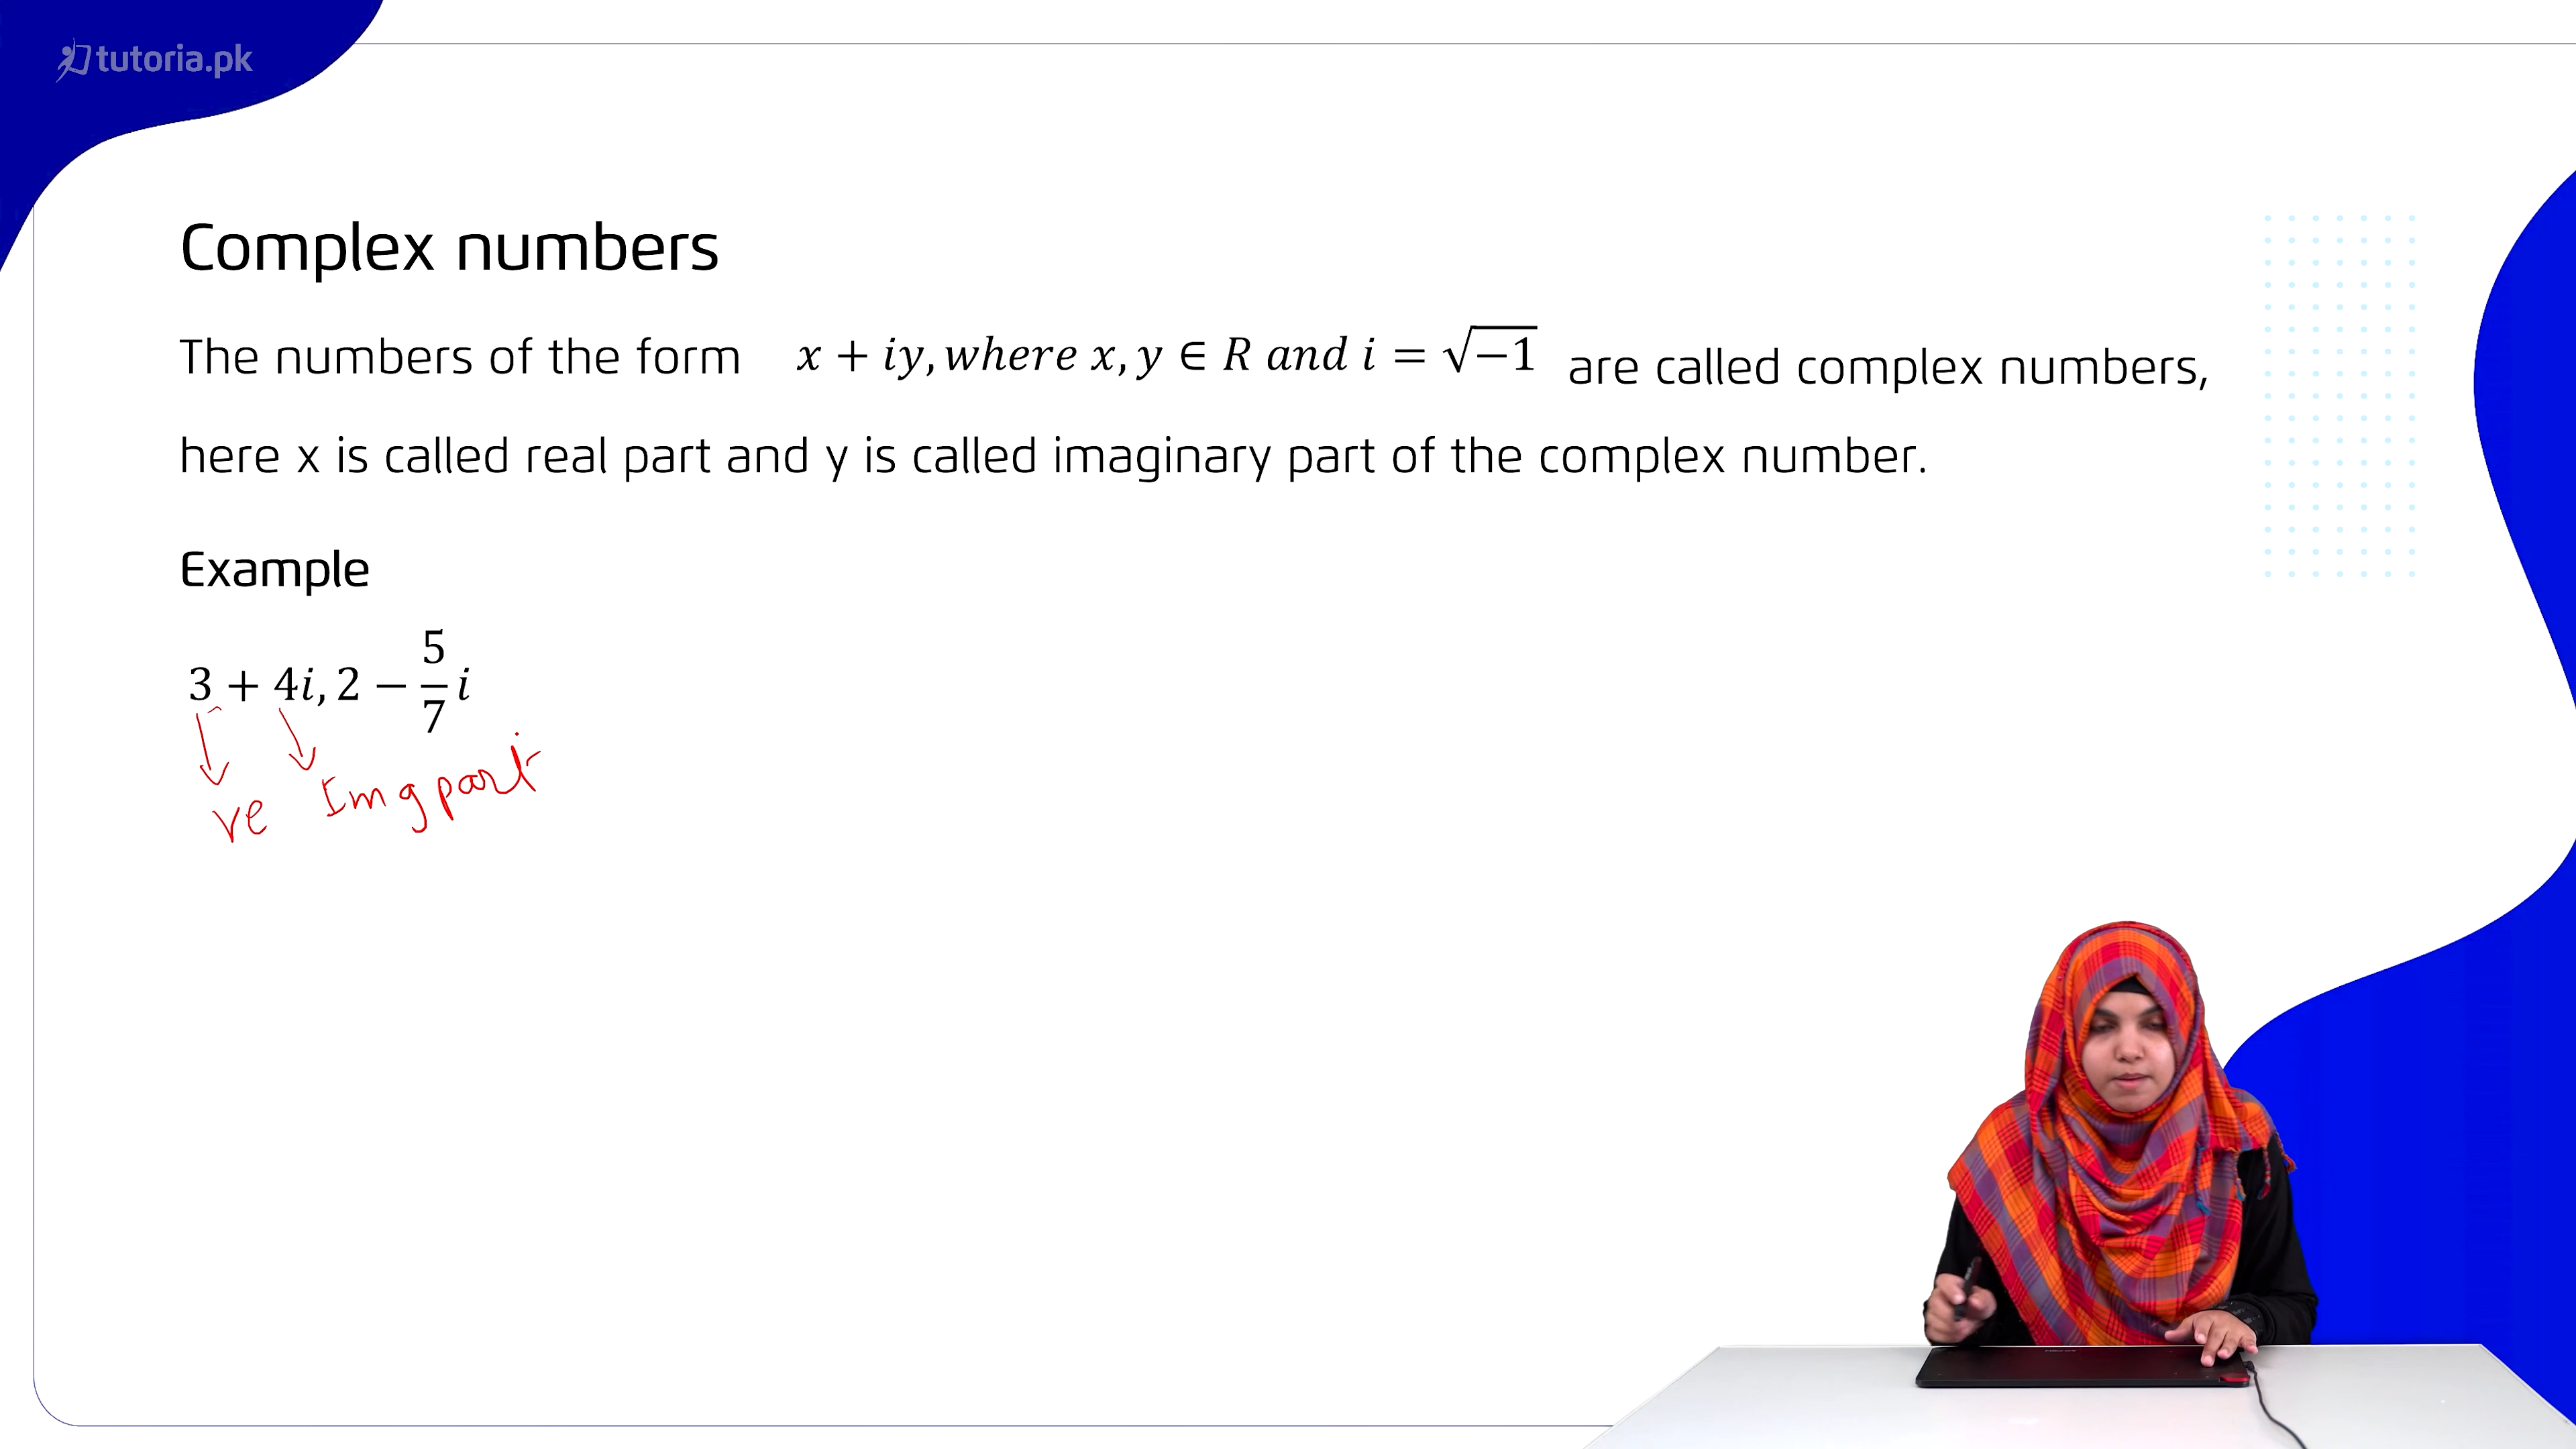 tutoria.pk
Complex numbers
The numbers of the form x + iy, where x, y ∈ R and i = √−1 are called complex numbers,
here x is called real part and y is called imaginary part of the complex number.
Example
3 + 4i, 2 − 5/7 i
re Img part